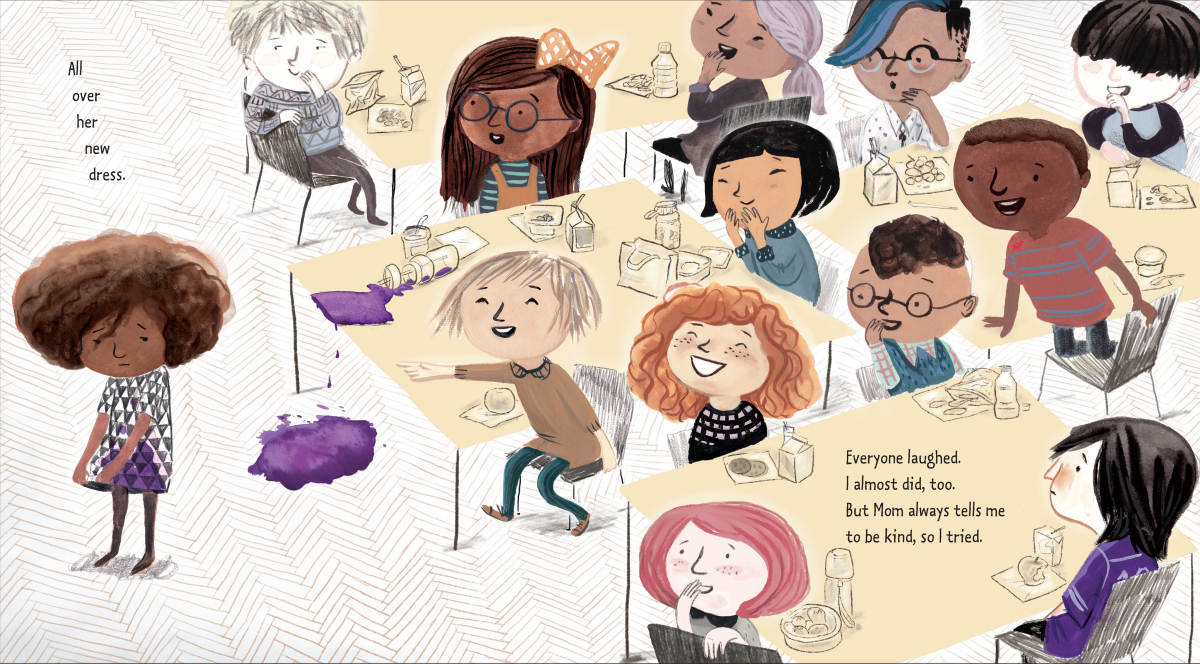 All
over
her
new
dress.
Everyone laughed.
I almost did, too.
But Mom always tells me
to be kind, so I tried.